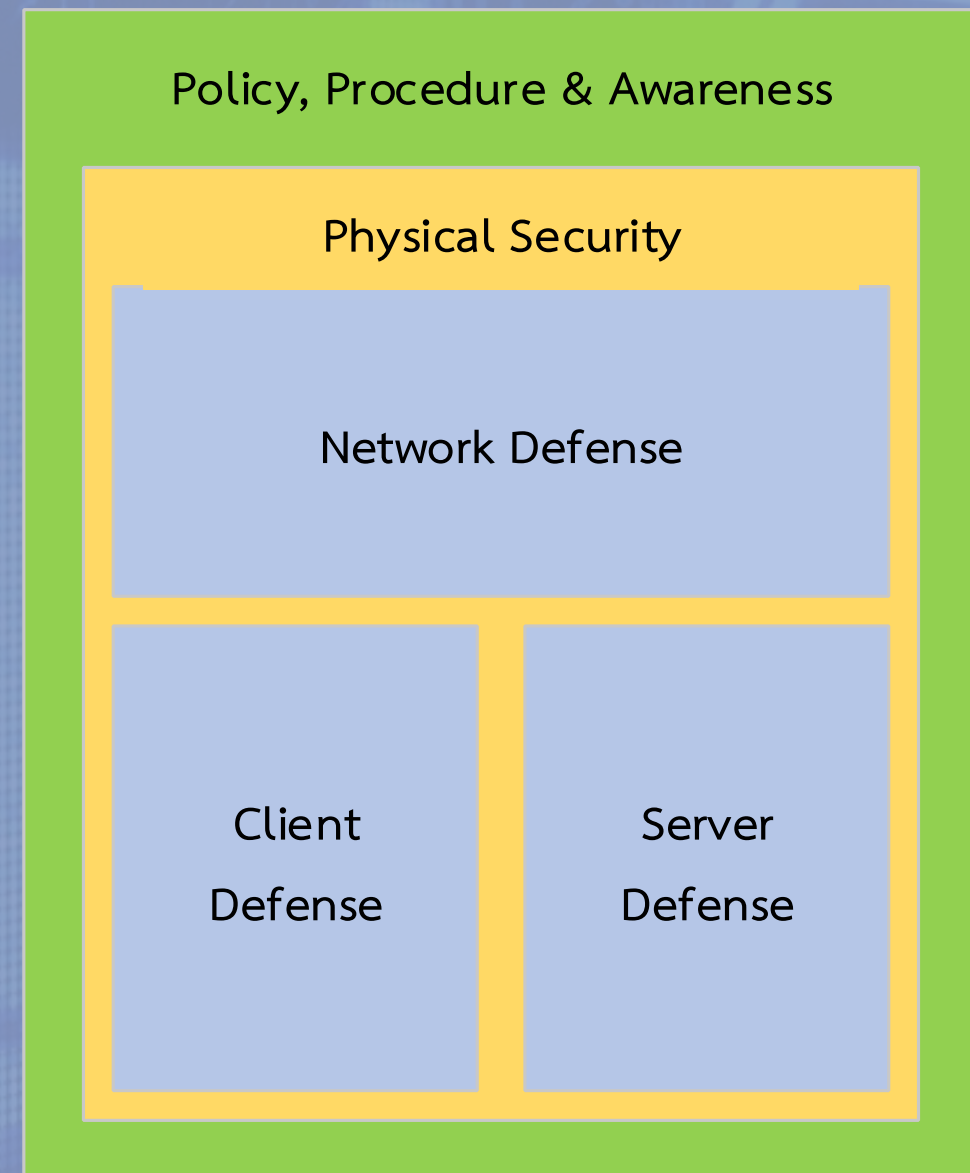 Policy, Procedure & Awareness
Physical Security
Network Defense
Client
Defense
Server
Defense